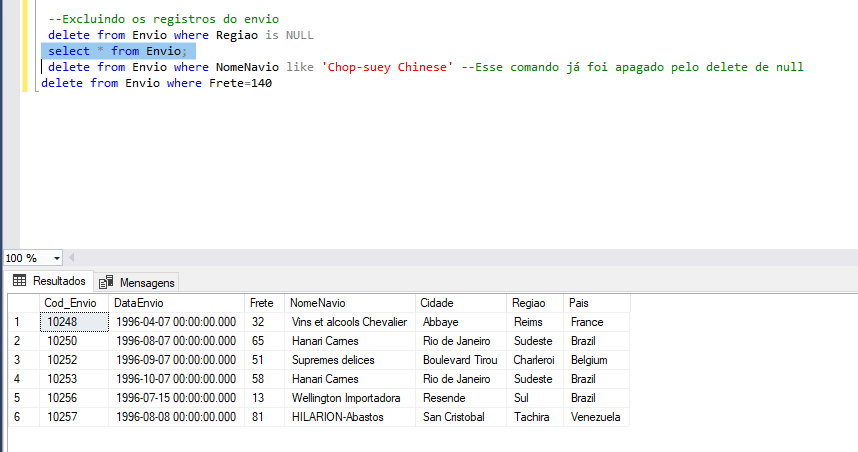 --Excluindo os registros do envio
delete from Envio where Regiao is NULL
select * from Envio;
delete from Envio where NomeNavio like 'Chop-suey Chinese' --Esse comando já foi apagado pelo delete de null
delete from Envio where Frete=140
100 %
Resultados Mensagens
Cod_Envio DataEnvio Frete NomeNavio Cidade Regiao Pais
1 10248 1996-04-07 00:00:00.000 32 Vins et alcools Chevalier Abbaye Reims France
2 10250 1996-08-07 00:00:00.000 65 Hanari Carnes Rio de Janeiro Sudeste Brazil
3 10252 1996-09-07 00:00:00.000 51 Supremes delices Boulevard Tirou Charleroi Belgium
4 10253 1996-10-07 00:00:00.000 58 Hanari Carnes Rio de Janeiro Sudeste Brazil
5 10256 1996-07-15 00:00:00.000 13 Wellington Importadora Resende Sul Brazil
6 10257 1996-08-08 00:00:00.000 81 HILARION-Abastos San Cristobal Tachira Venezuela